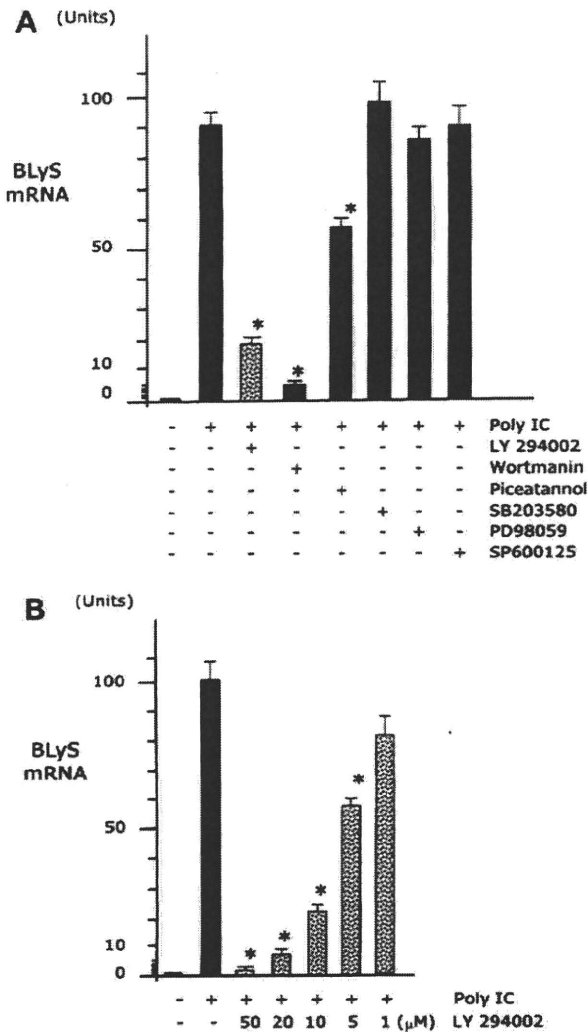 A (Units)
100
BLyS
mRNA
50
10
0
* * *
- + + + + + + + Poly IC
- - + - - - - - LY 294002
- - - + - - - - Wortmanin
- - - - + - - - Piceatannol
- - - - - + - - SB203580
- - - - - - + - PD98059
- - - - - - - + SP600125
B (Units)
100
BLyS
mRNA
50
10
0
* * * *
- + + + + + + Poly IC
- - 50 20 10 5 1 (μM) LY 294002